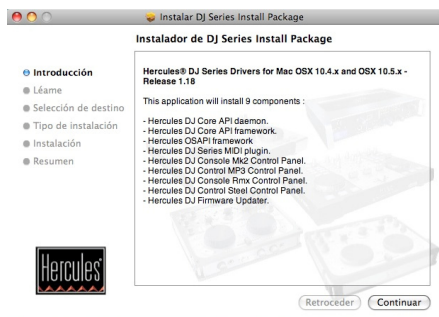 Instalar DJ Series Install Package
Instalador de DJ Series Install Package
Introducción
Léame
Selección de destino
Tipo de instalación
Instalación
Resumen
Hercules® DJ Series Drivers for Mac OSX 10.4.x and OSX 10.5.x -
Release 1.18
This application will install 9 components :
- Hercules DJ Core API daemon.
- Hercules DJ Core API framework.
- Hercules OSAPI framework
- Hercules DJ Series MIDI plugin.
- Hercules DJ Console Mk2 Control Panel.
- Hercules DJ Control MP3 Control Panel.
- Hercules DJ Console Rmx Control Panel.
- Hercules DJ Control Steel Control Panel.
- Hercules DJ Firmware Updater.
Hercules
Retroceder
Continuar